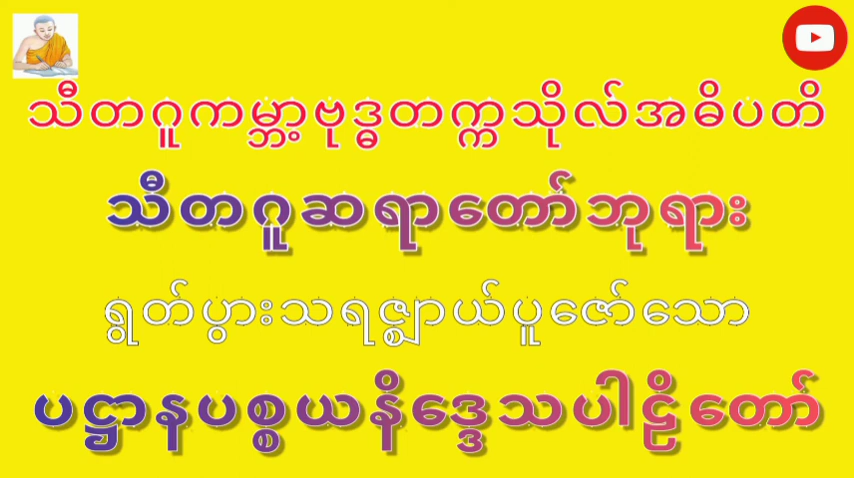 သီတဂူကမ္ဘာ့ဗုဒ္ဓတက္ကသိုလ်အဓိပတိ
သီတဂူဆရာတော်ဘုရား
ရွတ်ပွားသရဇ္ဈာယ်ပူဇော်သော
ပဋ္ဌာနပစ္စယနိဒ္ဒေသပါဠိတော်